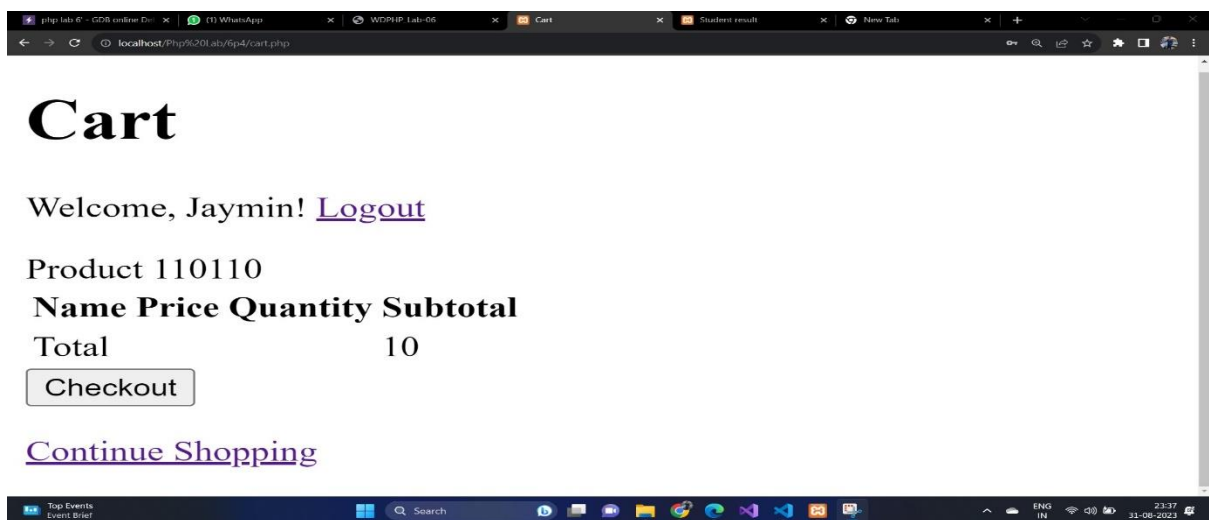 php lab 6' - GDB online De
(1) WhatsApp
WDPHP_Lab-06
Cart
Student result
New Tab
localhost/Php%20Lab/6p4/cart.php
Cart
Welcome, Jaymin! Logout
Product 110110
Name Price Quantity Subtotal
Total 10
Checkout
Continue Shopping
Top Events
Event Brief
Search
ENG
IN
23:37
31-08-2023